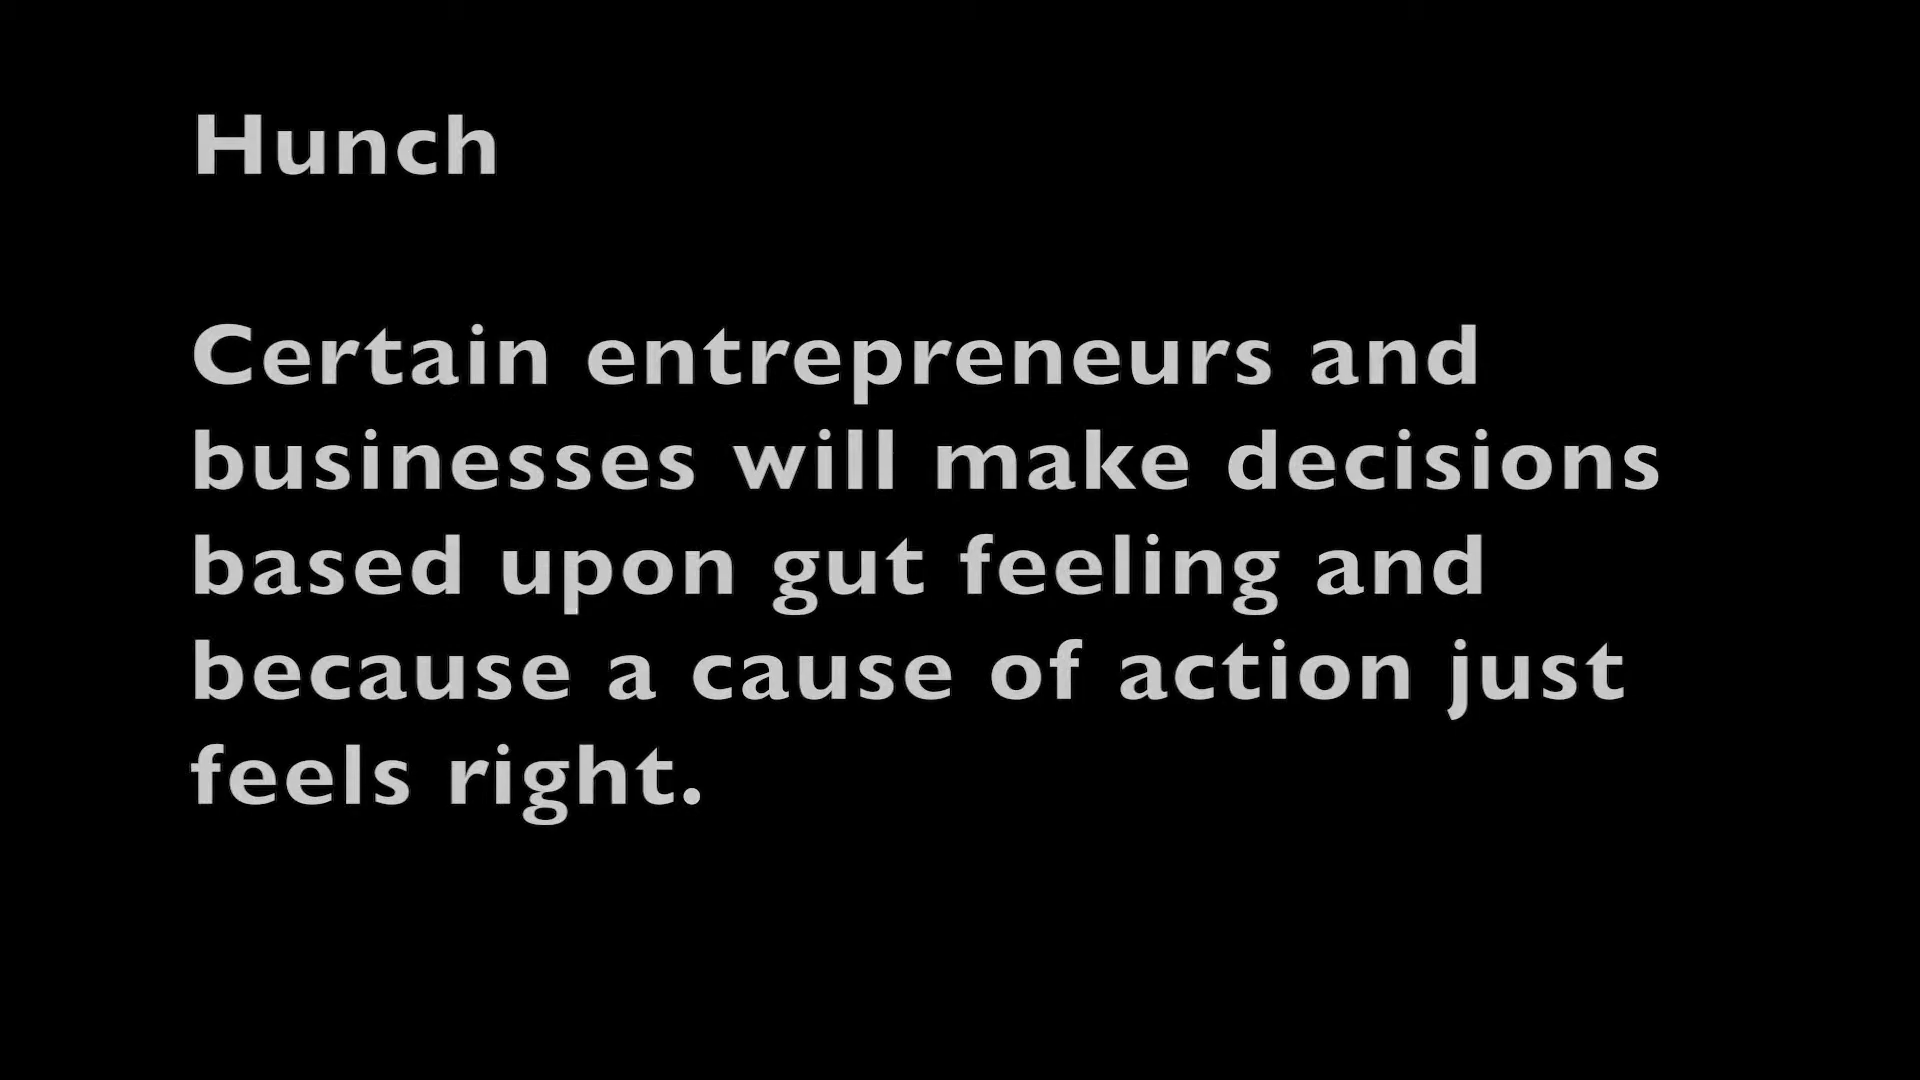 Hunch
Certain entrepreneurs and
businesses will make decisions
based upon gut feeling and
because a cause of action just
feels right.